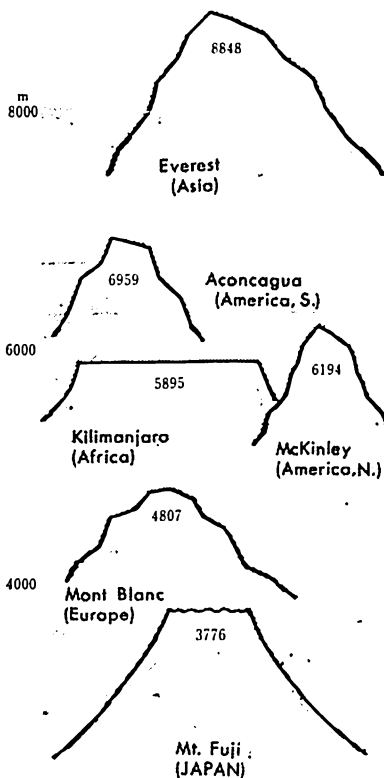 8848
m
8000
Everest
(Asia)
6959
Aconcagua
(America, S.)
6000
5895
6194
Kilimanjaro
(Africa)
McKinley
(America, N.)
4807
4000
Mont Blanc
(Europe)
3776
Mt. Fuji
(JAPAN)